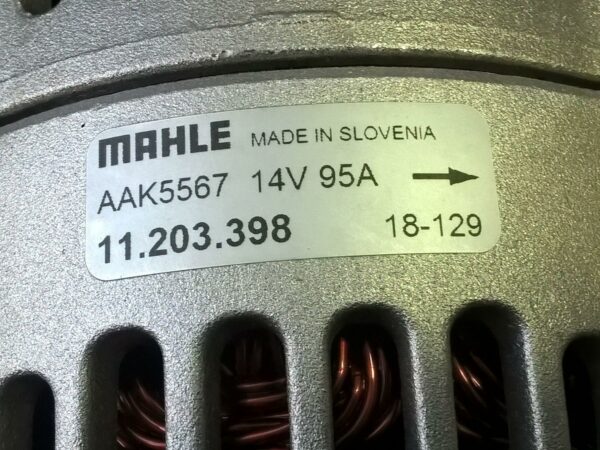 MAHLE MADE IN SLOVENIA
AAK5567 14V 95A
11.203.398 18-129